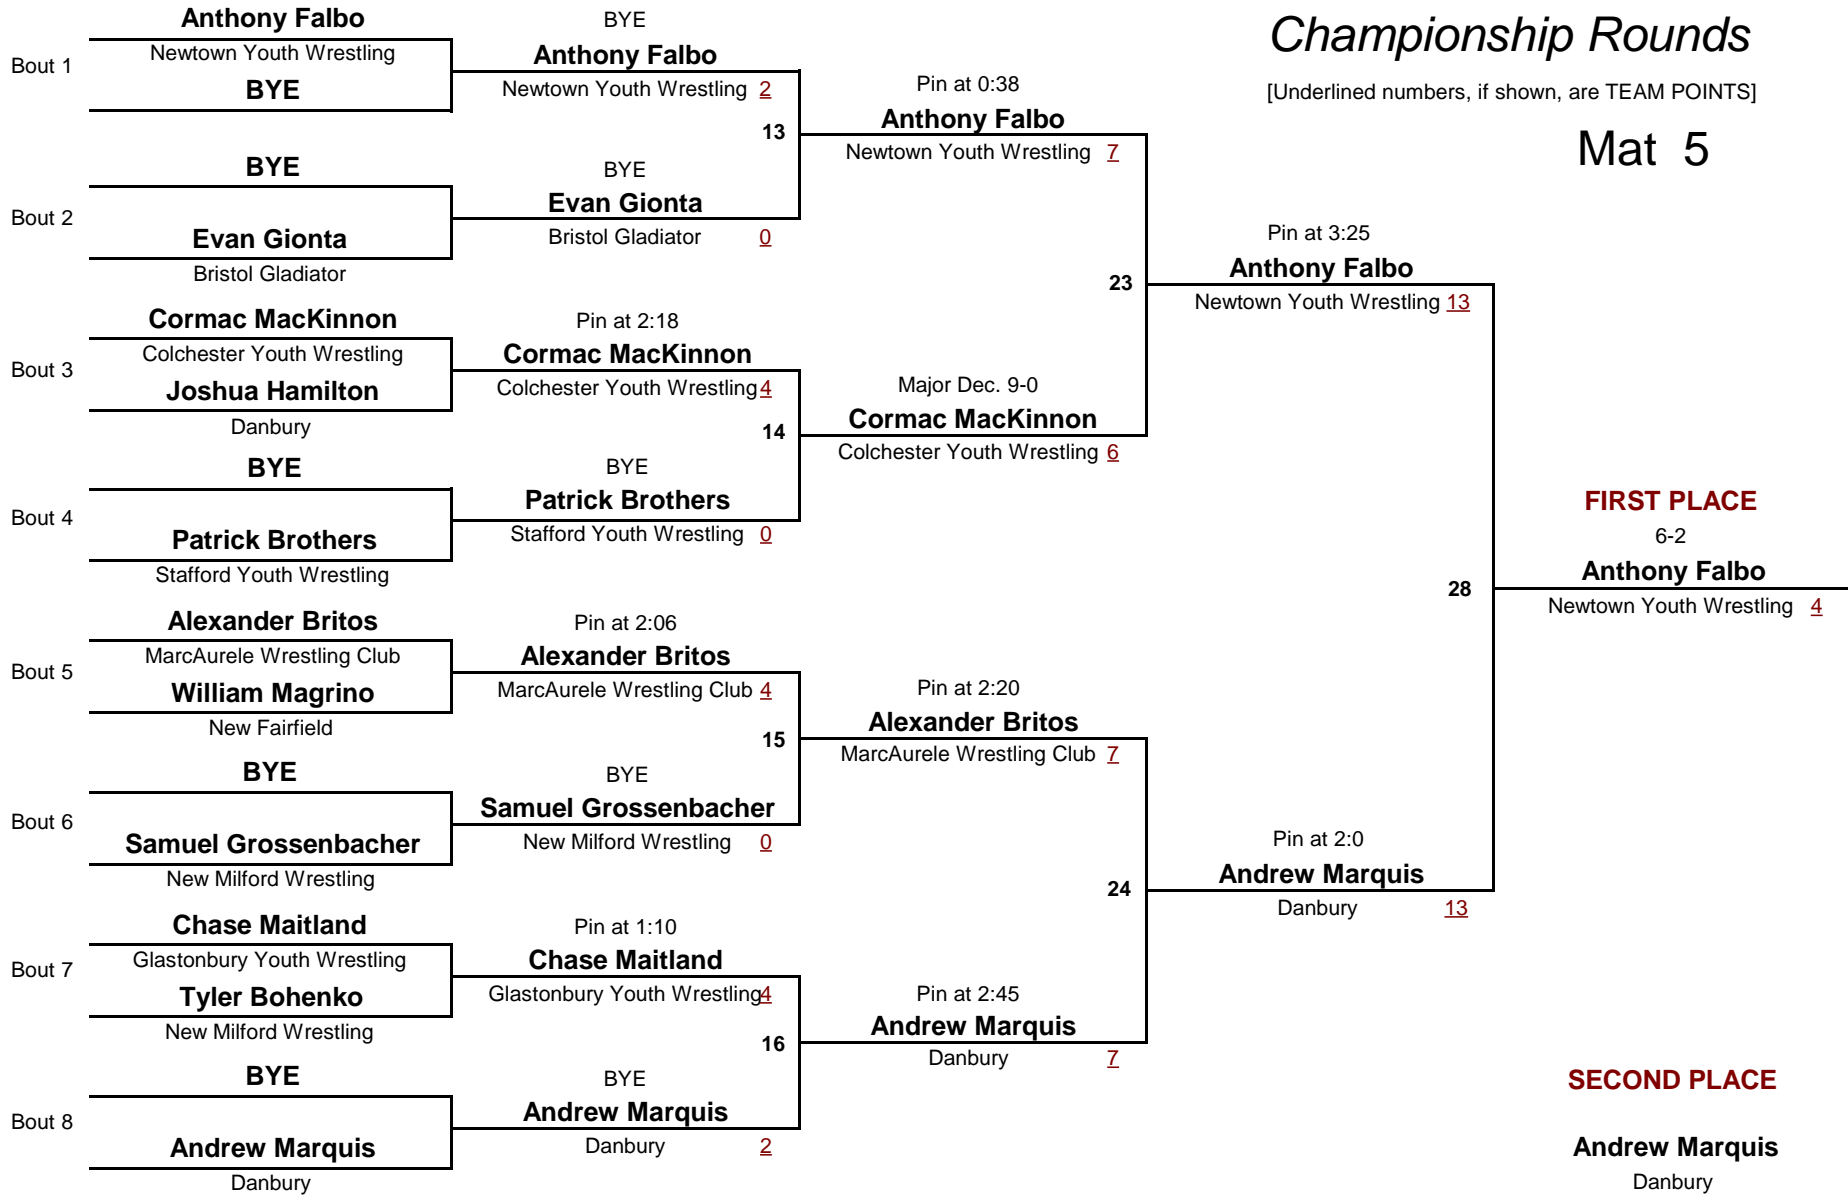 Championship Rounds
[Underlined numbers, if shown, are TEAM POINTS]
Mat 5
Bout 1
Anthony Falbo
Newtown Youth Wrestling
BYE
Bout 2
BYE
Evan Gionta
Bristol Gladiator
Bout 3
Cormac MacKinnon
Colchester Youth Wrestling
Joshua Hamilton
Danbury
Bout 4
BYE
Patrick Brothers
Stafford Youth Wrestling
Bout 5
Alexander Britos
MarcAurele Wrestling Club
William Magrino
New Fairfield
Bout 6
BYE
Samuel Grossenbacher
New Milford Wrestling
Bout 7
Chase Maitland
Glastonbury Youth Wrestling
Tyler Bohenko
New Milford Wrestling
Bout 8
BYE
Andrew Marquis
Danbury
BYE
Anthony Falbo
Newtown Youth Wrestling 2
13
BYE
Evan Gionta
Bristol Gladiator 0
Pin at 2:18
Cormac MacKinnon
Colchester Youth Wrestling 4
14
BYE
Patrick Brothers
Stafford Youth Wrestling 0
Pin at 2:06
Alexander Britos
MarcAurele Wrestling Club 4
15
BYE
Samuel Grossenbacher
New Milford Wrestling 0
Pin at 1:10
Chase Maitland
Glastonbury Youth Wrestling 4
16
BYE
Andrew Marquis
Danbury 2
Pin at 0:38
Anthony Falbo
Newtown Youth Wrestling 7
23
Major Dec. 9-0
Cormac MacKinnon
Colchester Youth Wrestling 6
Pin at 2:20
Alexander Britos
MarcAurele Wrestling Club 7
24
Pin at 2:45
Andrew Marquis
Danbury 7
Pin at 3:25
Anthony Falbo
Newtown Youth Wrestling 13
28
Pin at 2:0
Andrew Marquis
Danbury 13
FIRST PLACE
6-2
Anthony Falbo
Newtown Youth Wrestling 4
SECOND PLACE
Andrew Marquis
Danbury